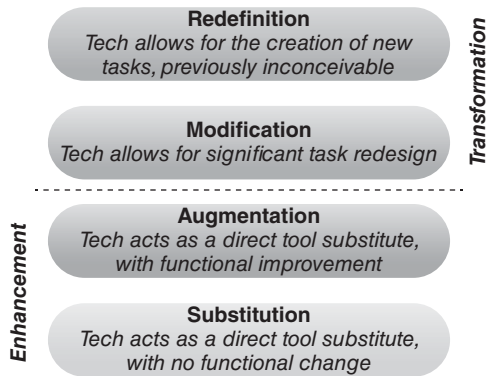 Redefinition
Tech allows for the creation of new
tasks, previously inconceivable
Modification
Tech allows for significant task redesign
Transformation
Augmentation
Tech acts as a direct tool substitute,
with functional improvement
Substitution
Tech acts as a direct tool substitute,
with no functional change
Enhancement